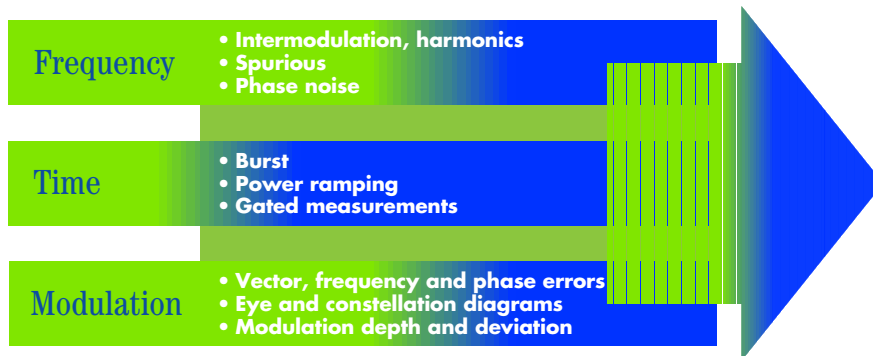 Frequency
• Intermodulation, harmonics
• Spurious
• Phase noise
Time
• Burst
• Power ramping
• Gated measurements
Modulation
• Vector, frequency and phase errors
• Eye and constellation diagrams
• Modulation depth and deviation